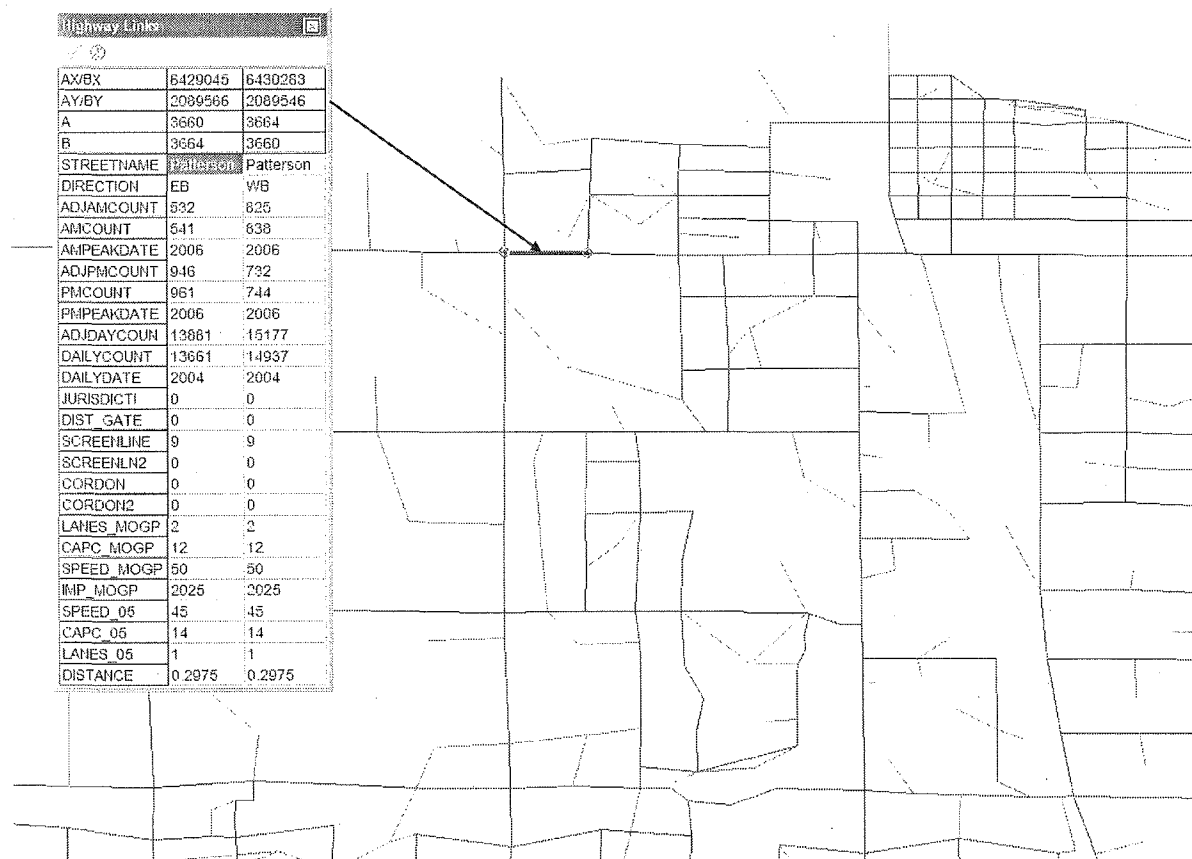 Highway Links
AX/BX 6429045 6430263
AY/BY 2089566 2089546
A 3660 3664
B 3664 3660
STREETNAME Patterson Patterson
DIRECTION EB WB
ADJAMCOUNT 532 825
AMCOUNT 541 838
AMPEAKDATE 2006 2006
ADJPMCOUNT 946 732
PMCOUNT 961 744
PMPEAKDATE 2006 2006
ADJDAYCOUN 13881 15177
DAILYCOUNT 13661 14937
DAILYDATE 2004 2004
JURISDICTI 0 0
DIST_GATE 0 0
SCREENLINE 9 9
SCREENLN2 0 0
CORDON 0 0
CORDON2 0 0
LANES_MOGP 2 2
CAPC_MOGP 12 12
SPEED_MOGP 50 50
IMP_MOGP 2025 2025
SPEED_05 45 45
CAPC_05 14 14
LANES_05 1 1
DISTANCE 0.2975 0.2975